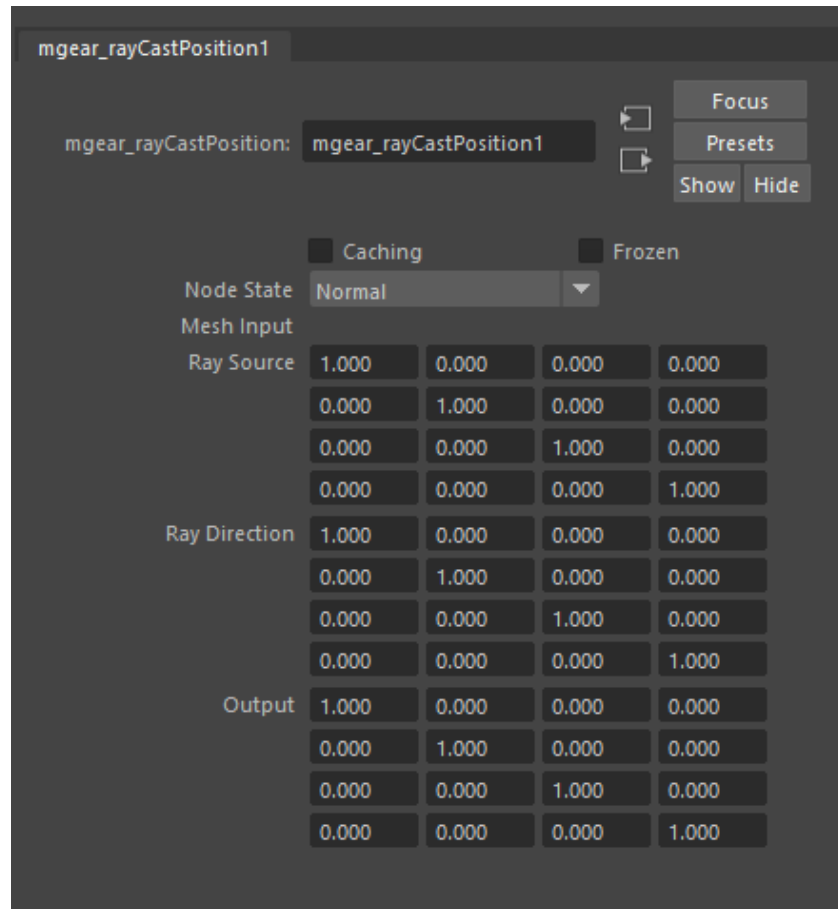 mgear_rayCastPosition1
Focus
mgear_rayCastPosition: mgear_rayCastPosition1
Presets
Show Hide
Caching Frozen
Node State Normal
Mesh Input
Ray Source 1.000 0.000 0.000 0.000
0.000 1.000 0.000 0.000
0.000 0.000 1.000 0.000
0.000 0.000 0.000 1.000
Ray Direction 1.000 0.000 0.000 0.000
0.000 1.000 0.000 0.000
0.000 0.000 1.000 0.000
0.000 0.000 0.000 1.000
Output 1.000 0.000 0.000 0.000
0.000 1.000 0.000 0.000
0.000 0.000 1.000 0.000
0.000 0.000 0.000 1.000